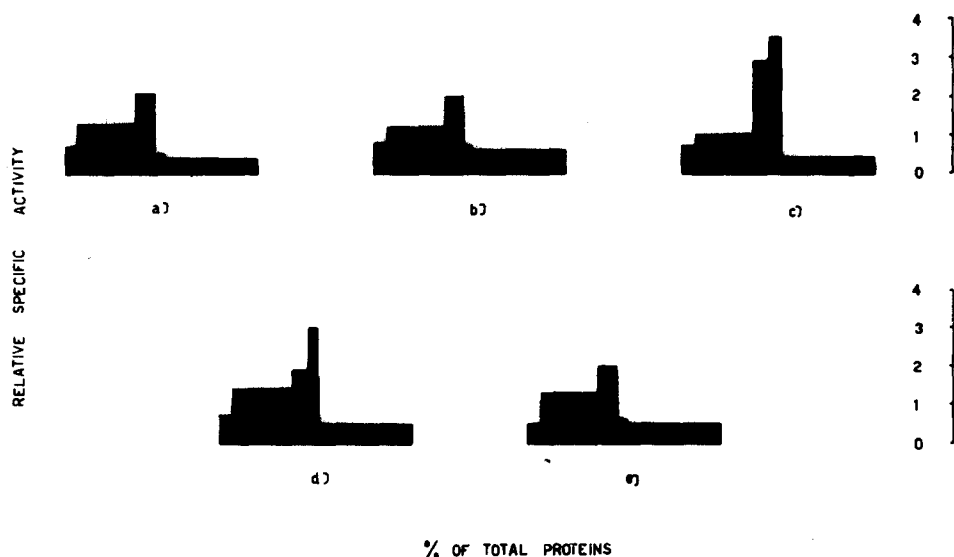 4
3
2
1
0
a)
b)
c)
RELATIVE SPECIFIC ACTIVITY
4
3
2
1
0
d)
e)
% OF TOTAL PROTEINS